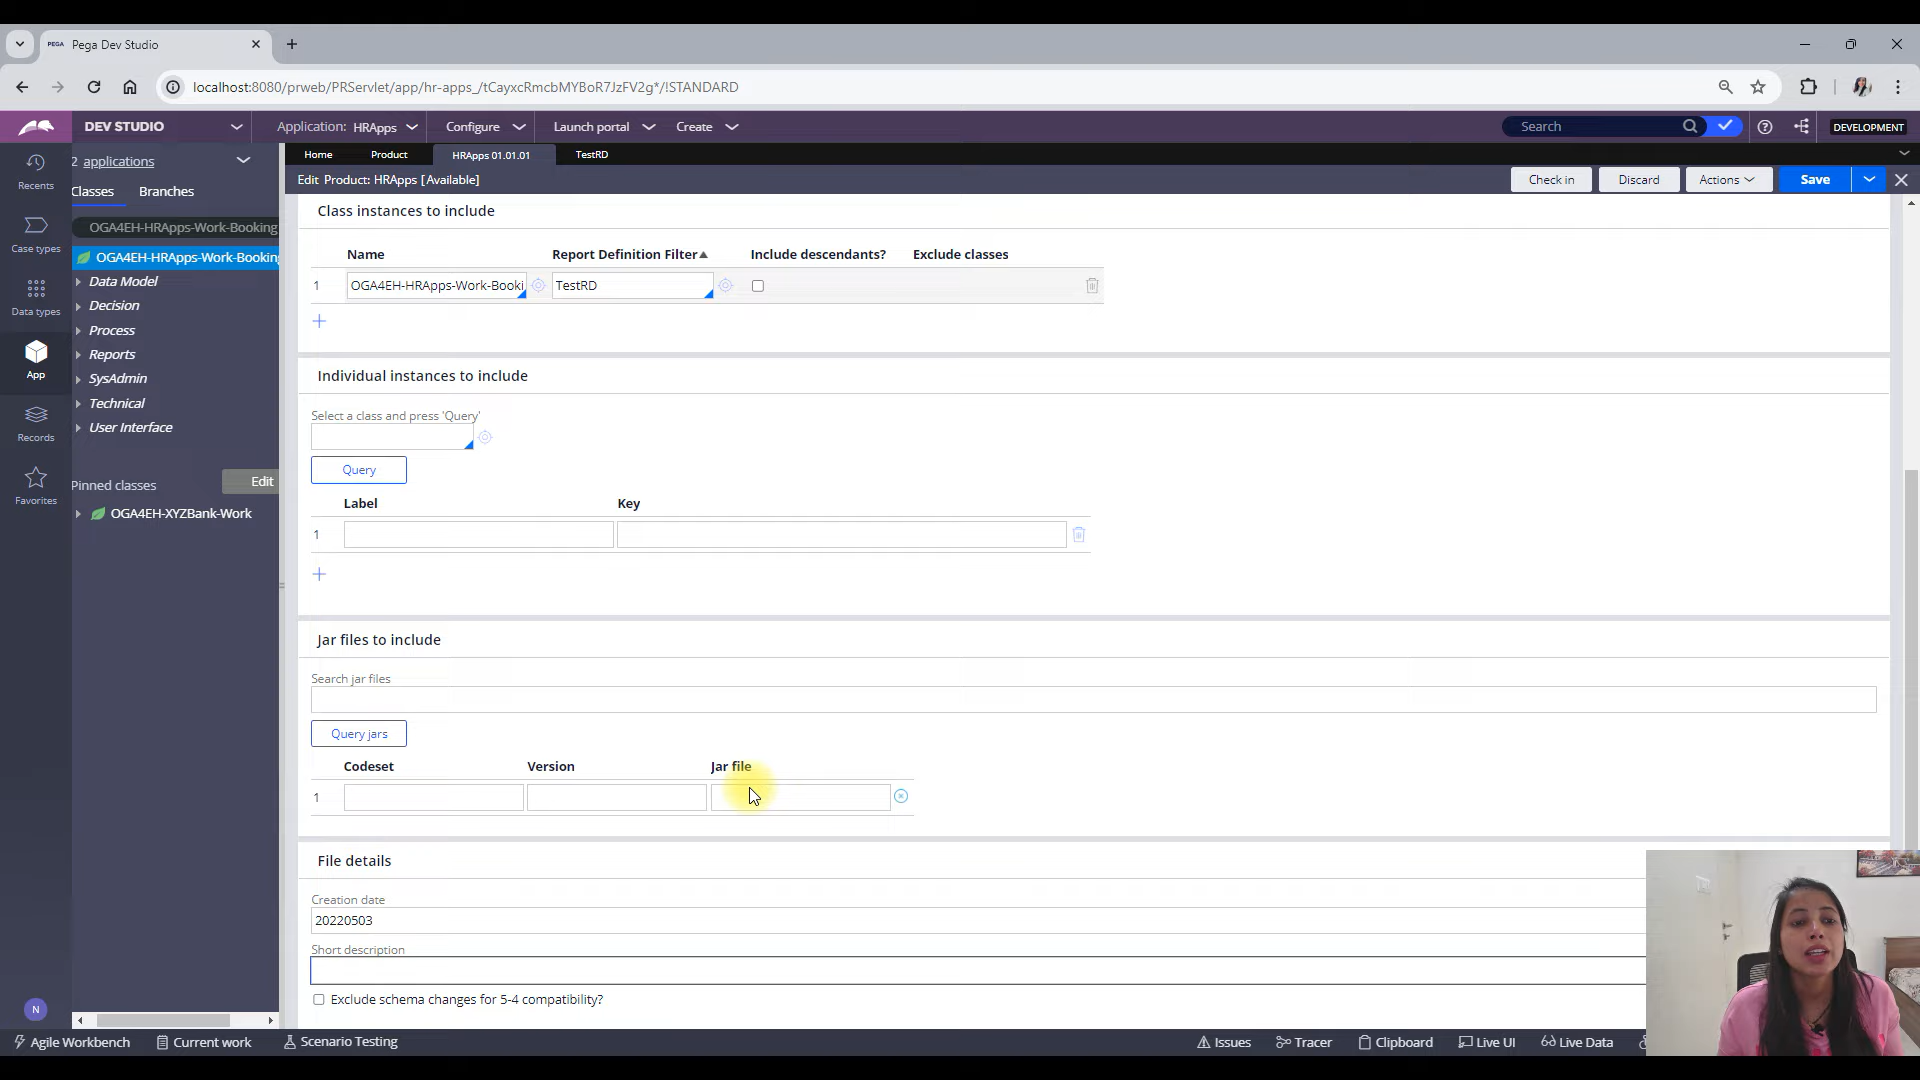 PEGA Pega Dev Studio
localhost:8080/prweb/PRServlet/app/hr-apps_/tCayxcRmcbMYBoR7JzFV2g*/!STANDARD
DEV STUDIO Application: HRApps Configure Launch portal Create Search DEVELOPMENT
Home Product HRApps 01.01.01 TestRD
Edit Product: HRApps [Available] Check in Discard Actions Save
Recents
Case types
Data types
App
Records
Favorites
N
2 applications
Classes Branches
OGA4EH-HRApps-Work-Booking
OGA4EH-HRApps-Work-Booking
Data Model
Decision
Process
Reports
SysAdmin
Technical
User Interface
Pinned classes Edit
OGA4EH-XYZBank-Work
Class instances to include
Name Report Definition Filter Include descendants? Exclude classes
1 OGA4EH-HRApps-Work-Booki TestRD
Individual instances to include
Select a class and press 'Query'
Query
Label Key
1
Jar files to include
Search jar files
Query jars
Codeset Version Jar file
1
File details
Creation date
20220503
Short description
Exclude schema changes for 5-4 compatibility?
Agile Workbench Current work Scenario Testing Issues Tracer Clipboard Live UI Live Data